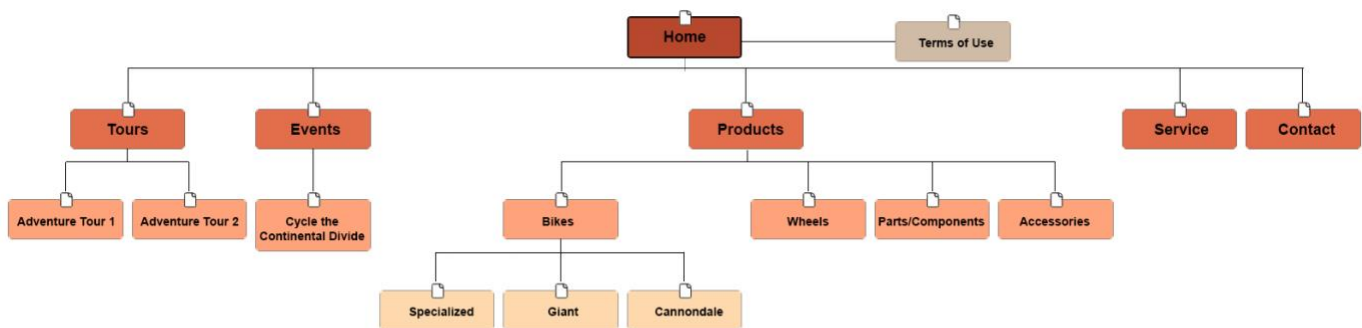 Home
Terms of Use
Tours
Events
Products
Service
Contact
Adventure Tour 1
Adventure Tour 2
Cycle the
Continental Divide
Bikes
Wheels
Parts/Components
Accessories
Specialized
Giant
Cannondale